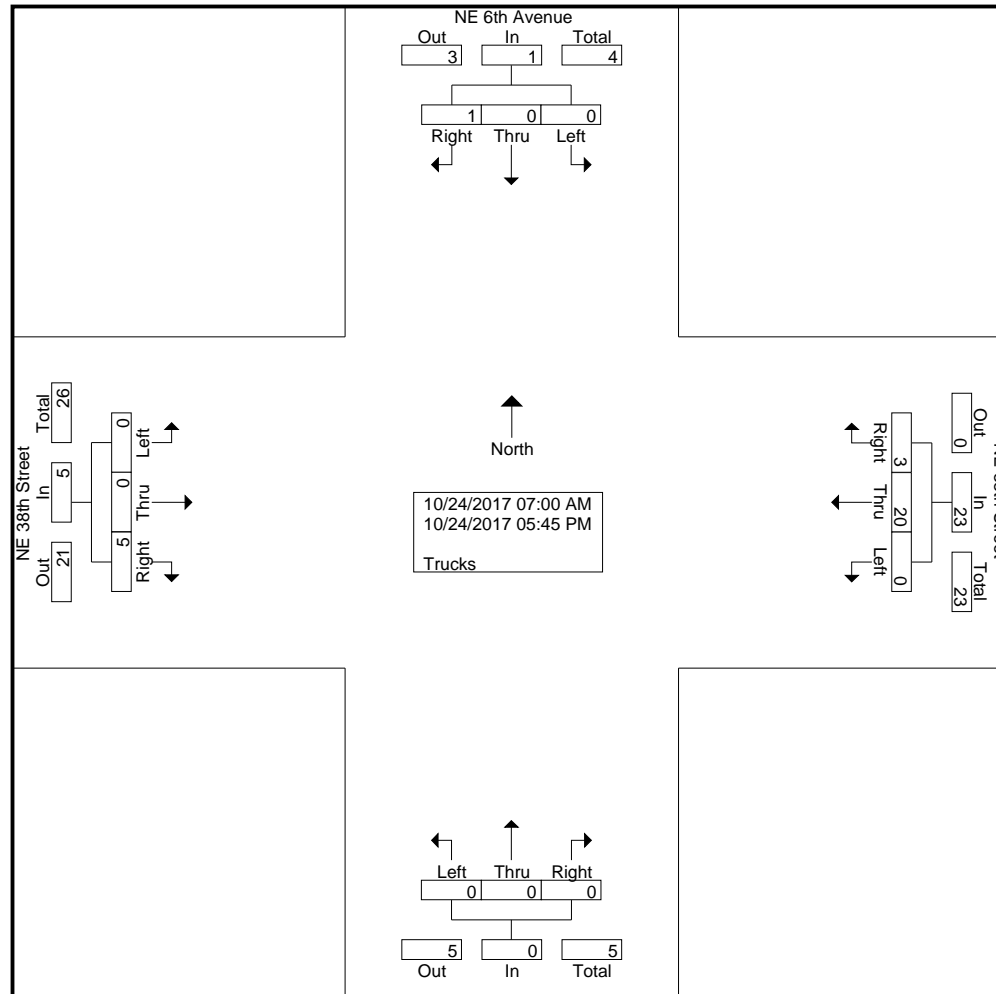 NE 6th Avenue
Out In Total
3 1 4
1 0 0
Right Thru Left
NE 38th Street
Total In Out
26 5 21
0 0 5
Left Thru Right
North
10/24/2017 07:00 AM
10/24/2017 05:45 PM
Trucks
Right Thru Left
3 20 0
Out In Total
0 23 23
Left Thru Right
0 0 0
5 0 5
Out In Total